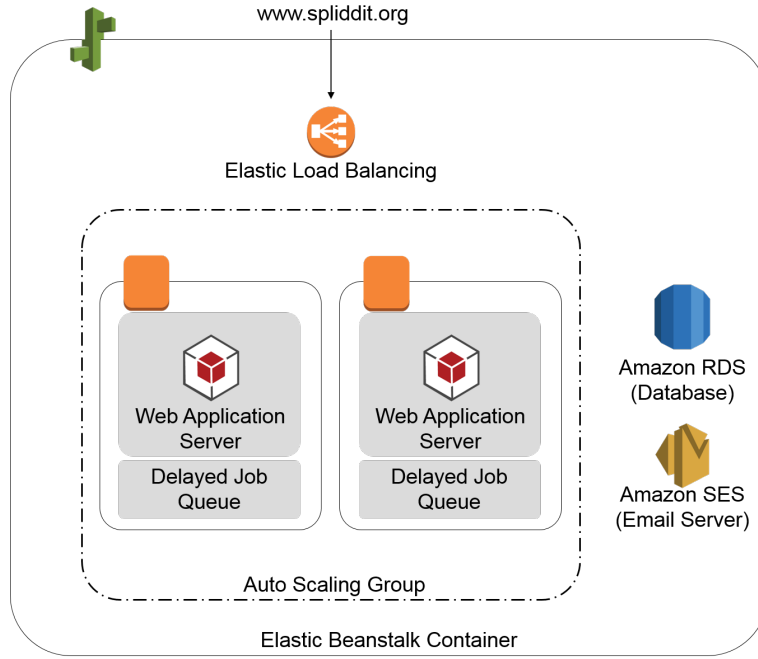 www.spliddit.org
Elastic Load Balancing
Web Application
Server
Delayed Job
Queue
Web Application
Server
Delayed Job
Queue
Amazon RDS
(Database)
Amazon SES
(Email Server)
Auto Scaling Group
Elastic Beanstalk Container